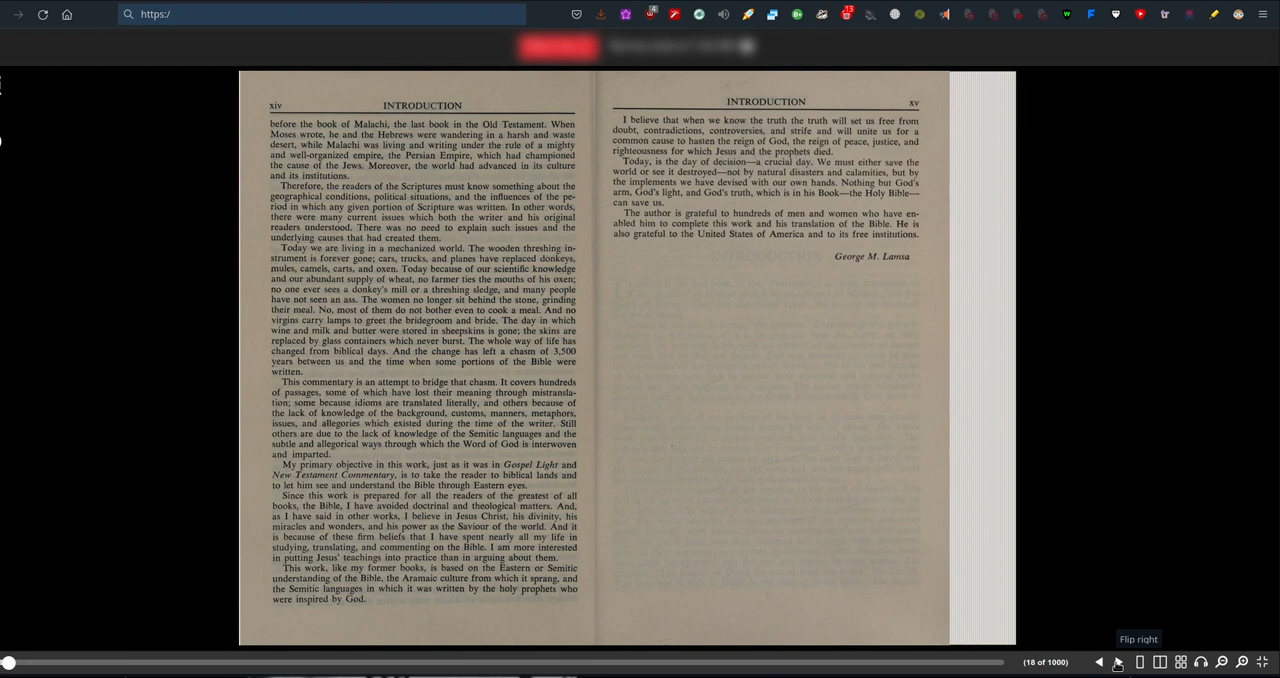 https:/
4
13
xiv INTRODUCTION
before the book of Malachi, the last book in the Old Testament. When
Moses wrote, he and the Hebrews were wandering in a harsh and waste
desert, while Malachi was living and writing under the rule of a mighty
and well-organized empire, the Persian Empire, which had championed
the cause of the Jews. Moreover, the world had advanced in its culture
and its institutions.
Therefore, the readers of the Scriptures must know something about the
geographical conditions, political situations, and the influences of the pe-
riod in which any given portion of Scripture was written. In other words,
there were many current issues which both the writer and his original
readers understood. There was no need to explain such issues and the
underlying causes that had created them.
Today we are living in a mechanized world. The wooden threshing in-
strument is forever gone; cars, trucks, and planes have replaced donkeys,
mules, camels, carts, and oxen. Today because of our scientific knowledge
and our abundant supply of wheat, no farmer ties the mouths of his oxen;
no one ever sees a donkey's mill or a threshing sledge, and many people
have not seen an ass. The women no longer sit behind the stone, grinding
their meal. No, most of them do not bother even to cook a meal. And no
virgins carry lamps to greet the bridegroom and bride. The day in which
wine and milk and butter were stored in sheepskins is gone; the skins are
replaced by glass containers which never burst. The whole way of life has
changed from biblical days. And the change has left a chasm of 3,500
years between us and the time when some portions of the Bible were
written.
This commentary is an attempt to bridge that chasm. It covers hundreds
of passages, some of which have lost their meaning through mistransla-
tion; some because idioms are translated literally, and others because of
the lack of knowledge of the background, customs, manners, metaphors,
issues, and allegories which existed during the time of the writer. Still
others are due to the lack of knowledge of the Semitic languages and the
subtle and allegorical ways through which the Word of God is interwoven
and imparted.
My primary objective in this work, just as it was in Gospel Light and
New Testament Commentary, is to take the reader to biblical lands and
to let him see and understand the Bible through Eastern eyes.
Since this work is prepared for all the readers of the greatest of all
books, the Bible, I have avoided doctrinal and theological matters. And,
as I have said in other works, I believe in Jesus Christ, his divinity, his
miracles and wonders, and his power as the Saviour of the world. And it
is because of these firm beliefs that I have spent nearly all my life in
studying, translating, and commenting on the Bible. I am more interested
in putting Jesus' teachings into practice than in arguing about them.
This work, like my former books, is based on the Eastern or Semitic
understanding of the Bible, the Aramaic culture from which it sprang, and
the Semitic languages in which it was written by the holy prophets who
were inspired by God.
INTRODUCTION xv
I believe that when we know the truth the truth will set us free from
doubt, contradictions, controversies, and strife and will unite us for a
common cause to hasten the reign of God, the reign of peace, justice, and
righteousness for which Jesus and the prophets died.
Today, is the day of decision—a crucial day. We must either save the
world or see it destroyed—not by natural disasters and calamities, but by
the implements we have devised with our own hands. Nothing but God's
arm, God's light, and God's truth, which is in his Book—the Holy Bible—
can save us.
The author is grateful to hundreds of men and women who have en-
abled him to complete this work and his translation of the Bible. He is
also grateful to the United States of America and to its free institutions.
George M. Lamsa
Flip right
(18 of 1000)